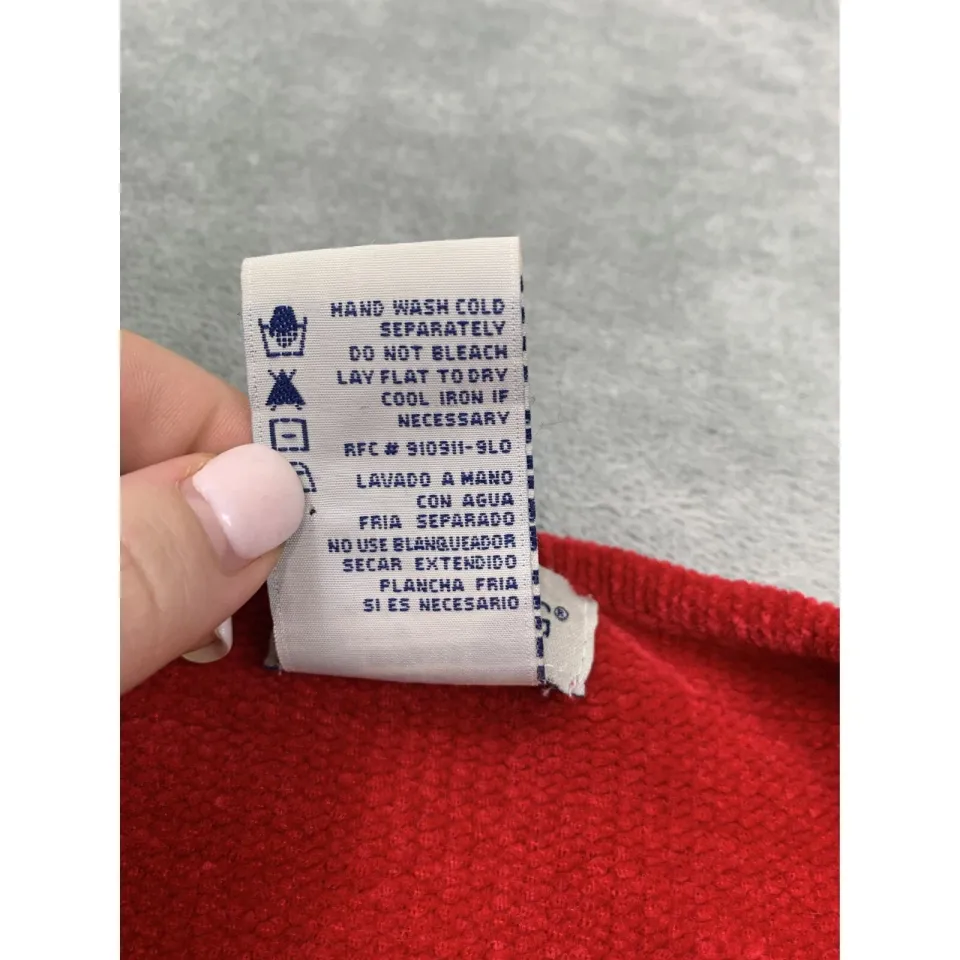 HAND WASH COLD
SEPARATELY
DO NOT BLEACH
LAY FLAT TO DRY
COOL IRON IF
NECESSARY
RFC # 910911-9L0
LAVADO A MANO
CON AGUA
FRIA SEPARADO
NO USE BLANQUEADOR
SECAR EXTENDIDO
PLANCHA FRIA
SI ES NECESARIO
®